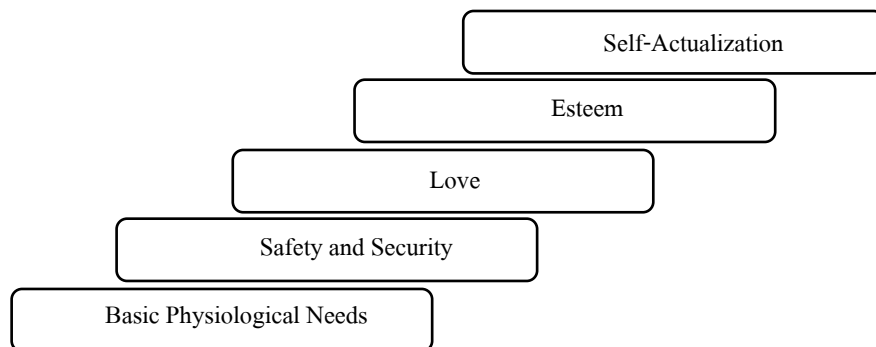 Self-Actualization
Esteem
Love
Safety and Security
Basic Physiological Needs